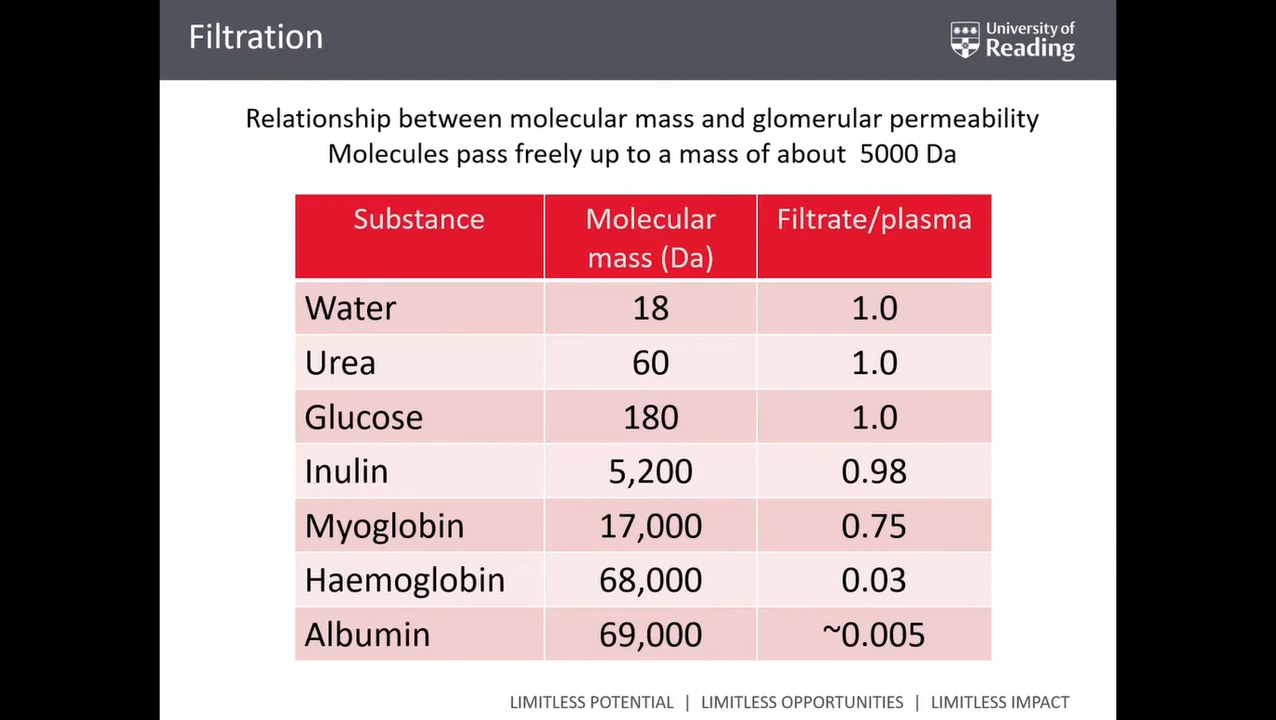 Filtration
University of
Reading
Relationship between molecular mass and glomerular permeability
Molecules pass freely up to a mass of about 5000 Da
Substance Molecular mass (Da) Filtrate/plasma
Water 18 1.0
Urea 60 1.0
Glucose 180 1.0
Inulin 5,200 0.98
Myoglobin 17,000 0.75
Haemoglobin 68,000 0.03
Albumin 69,000 ~0.005
LIMITLESS POTENTIAL | LIMITLESS OPPORTUNITIES | LIMITLESS IMPACT